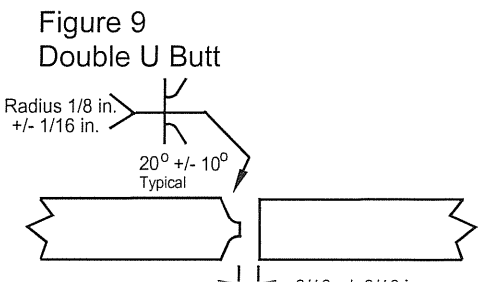 Figure 9
Double U Butt
Radius 1/8 in.
+/- 1/16 in.
20° +/- 10°
Typical